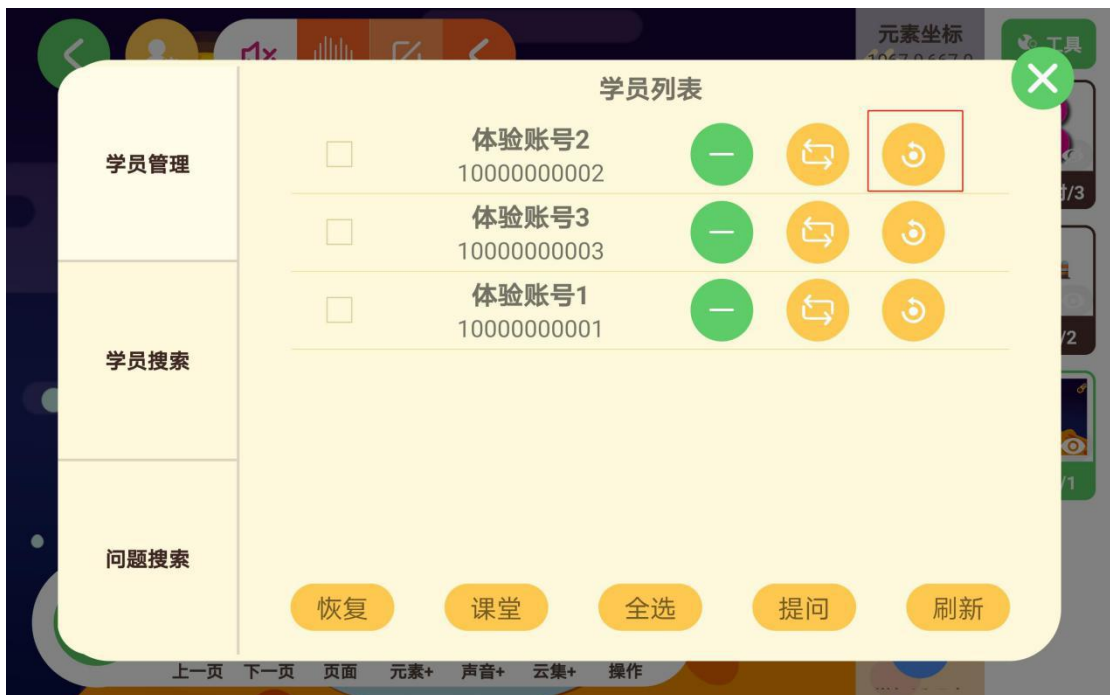 元素坐标
工具
学员列表
学员管理
体验账号2
10000000002
体验账号3
10000000003
体验账号1
10000000001
学员搜索
问题搜索
恢复
课堂
全选
提问
刷新
/3
/2
/1
上一页
下一页
页面
元素+
声音+
云集+
操作